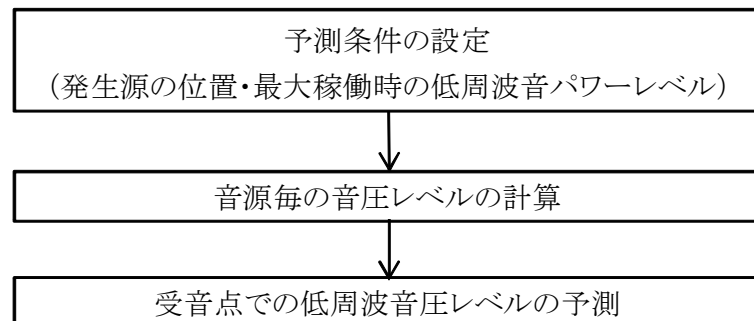 予測条件の設定
（発生源の位置・最大稼働時の低周波音パワーレベル）
音源毎の音圧レベルの計算
受音点での低周波音圧レベルの予測